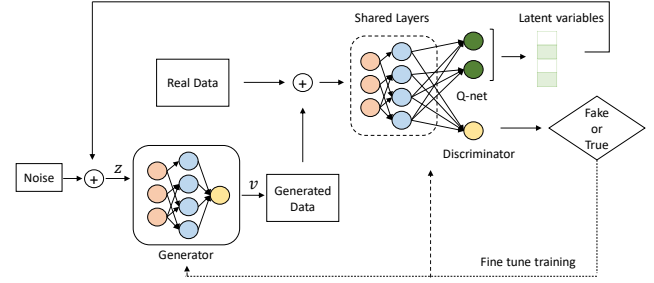 Shared Layers
Latent variables
Real Data
+
Q-net
Fake
or
True
Discriminator
Noise
+
z
v
Generated
Data
Generator
Fine tune training